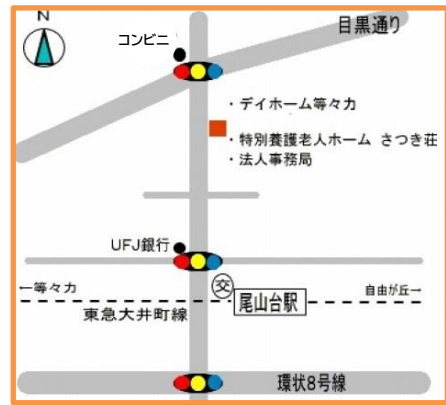 N
目黒通り
コンビニ
・デイホーム等々力
・特別養護老人ホーム さつき荘
・法人事務局
UFJ銀行
交
←等々力
尾山台駅
自由が丘→
東急大井町線
環状8号線